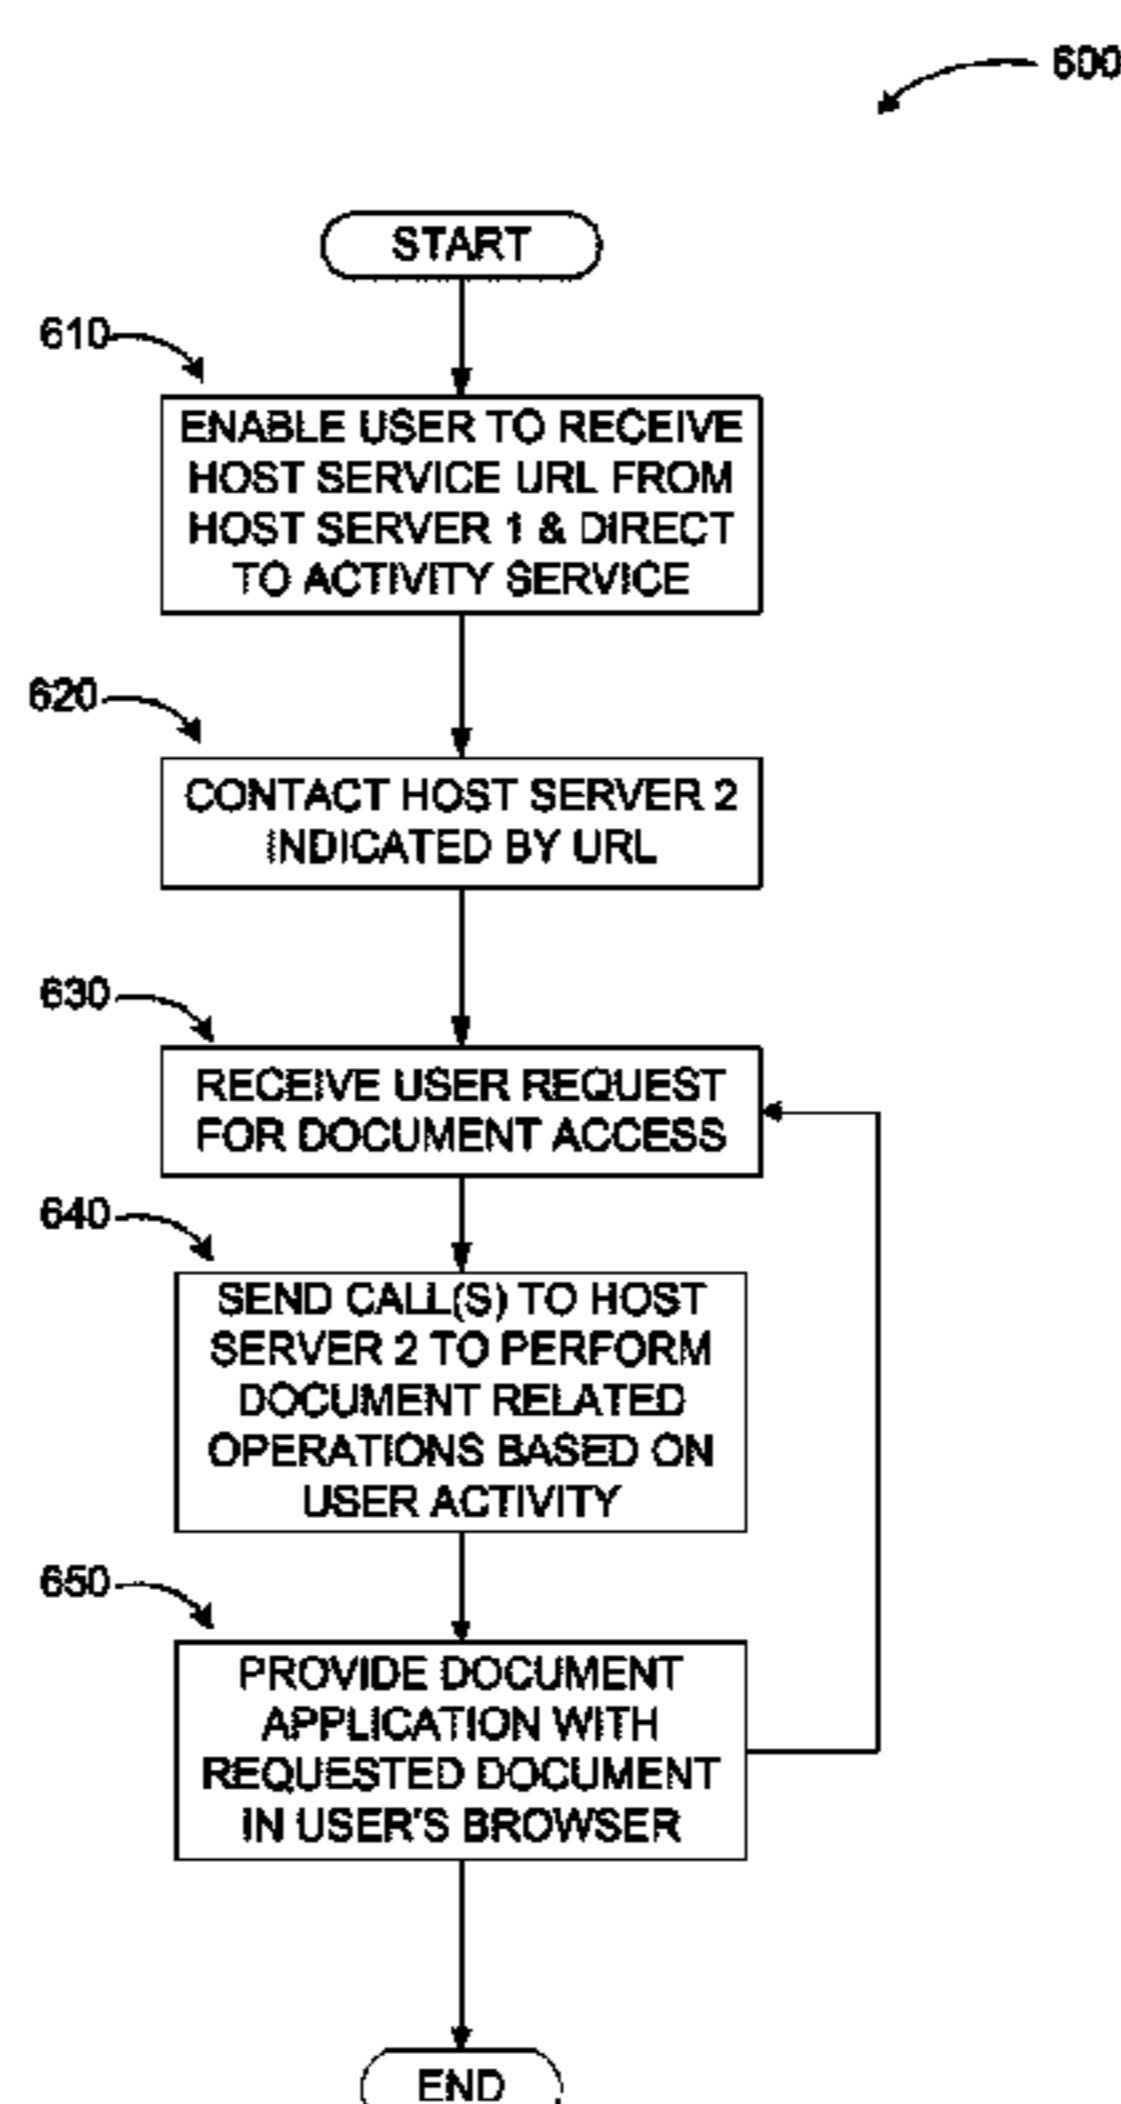 600
START
610
ENABLE USER TO RECEIVE
HOST SERVICE URL FROM
HOST SERVER 1 & DIRECT
TO ACTIVITY SERVICE
620
CONTACT HOST SERVER 2
INDICATED BY URL
630
RECEIVE USER REQUEST
FOR DOCUMENT ACCESS
640
SEND CALL(S) TO HOST
SERVER 2 TO PERFORM
DOCUMENT RELATED
OPERATIONS BASED ON
USER ACTIVITY
650
PROVIDE DOCUMENT
APPLICATION WITH
REQUESTED DOCUMENT
IN USER'S BROWSER
END